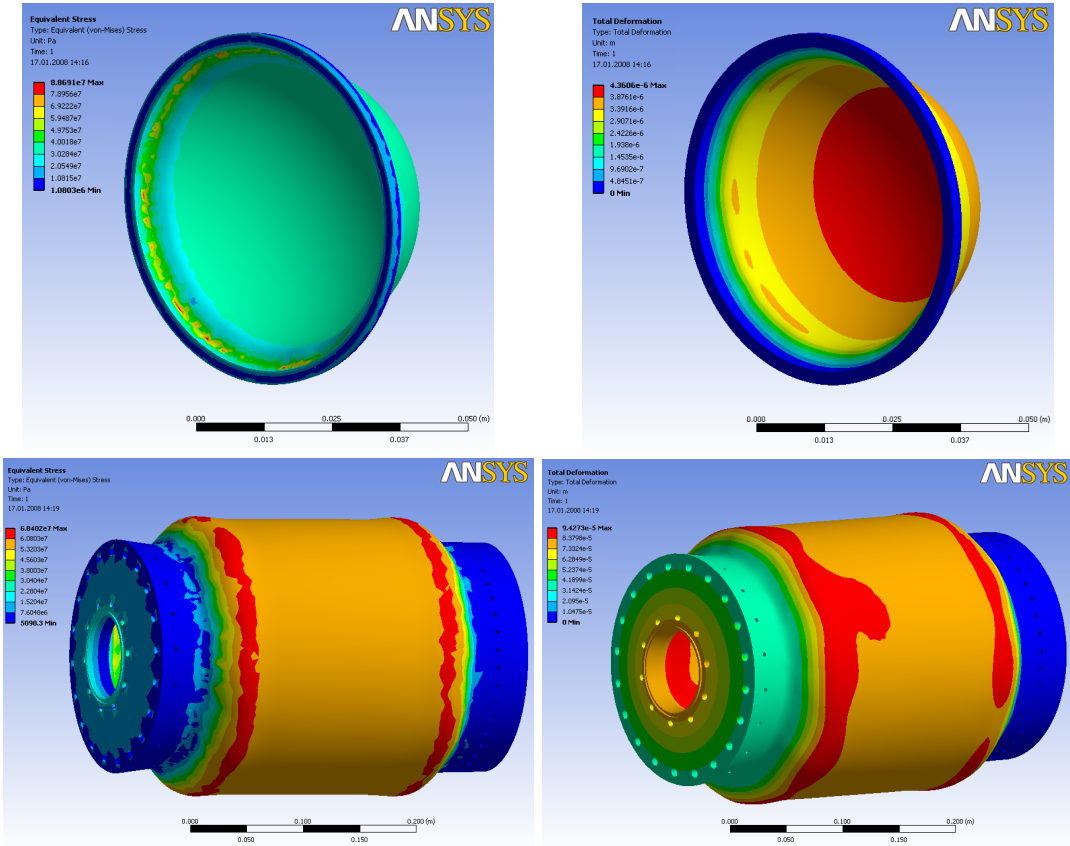 Equivalent Stress
Type: Equivalent (von-Mises) Stress
Unit: Pa
Time: 1
17.01.2008 14:16
ANSYS
8.8691e7 Max
7.8956e7
6.9222e7
5.9487e7
4.9753e7
4.0018e7
3.0284e7
2.0549e7
1.0815e7
1.0803e6 Min
0.000
0.025
0.050 (m)
0.013
0.037
Total Deformation
Type: Total Deformation
Unit: m
Time: 1
17.01.2008 14:16
ANSYS
4.3606e-6 Max
3.8761e-6
3.3916e-6
2.9071e-6
2.4226e-6
1.938e-6
1.4535e-6
9.6902e-7
4.8451e-7
0 Min
0.000
0.025
0.050 (m)
0.013
0.037
Equivalent Stress
Type: Equivalent (von-Mises) Stress
Unit: Pa
Time: 1
17.01.2008 14:19
ANSYS
6.8402e7 Max
6.0803e7
5.3203e7
4.5603e7
3.8003e7
3.0404e7
2.2804e7
1.5204e7
7.6048e6
5098.3 Min
0.000
0.100
0.200 (m)
0.050
0.150
Total Deformation
Type: Total Deformation
Unit: m
Time: 1
17.01.2008 14:19
ANSYS
9.4273e-5 Max
8.3798e-5
7.3324e-5
6.2849e-5
5.2374e-5
4.1899e-5
3.1424e-5
2.095e-5
1.0475e-5
0 Min
0.000
0.100
0.200 (m)
0.050
0.150